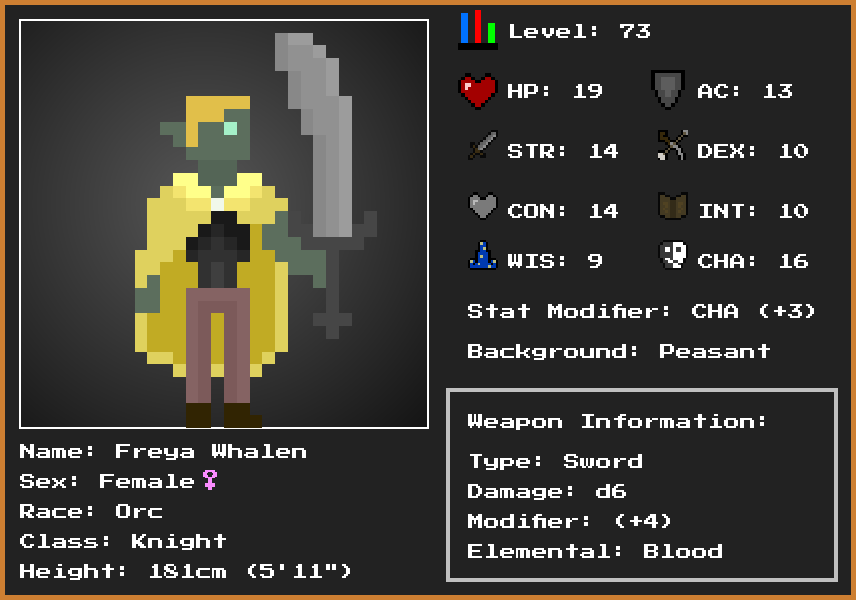 Level: 73
HP: 19
AC: 13
STR: 14
DEX: 10
CON: 14
INT: 10
WIS: 9
CHA: 16
Stat Modifier: CHA (+3)
Background: Peasant
Name: Freya Whalen
Sex: Female♀
Race: Orc
Class: Knight
Height: 181cm (5'11")
Weapon Information:
Type: Sword
Damage: d6
Modifier: (+4)
Elemental: Blood